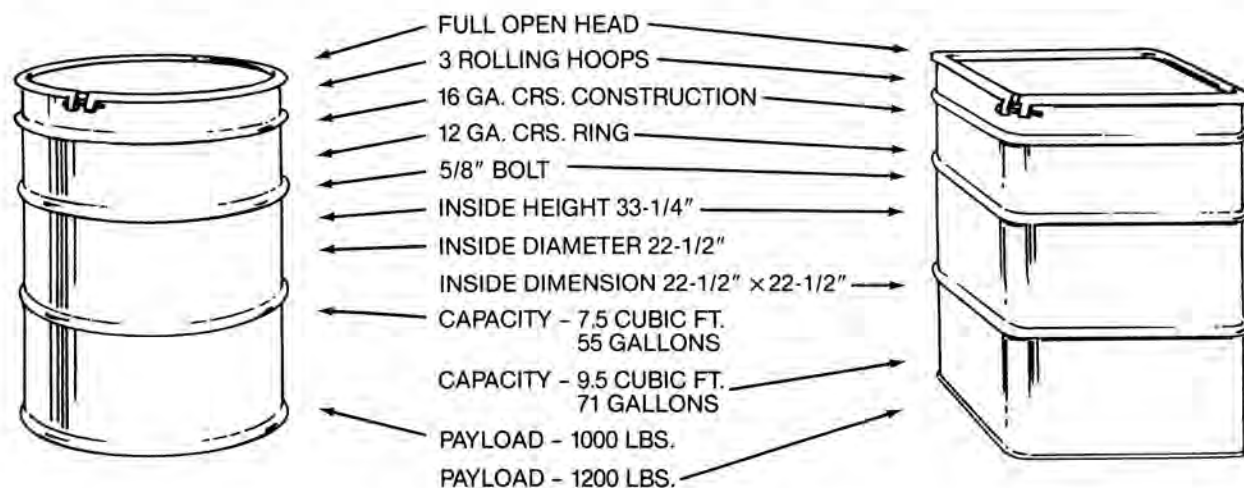 FULL OPEN HEAD
3 ROLLING HOOPS
16 GA. CRS. CONSTRUCTION
12 GA. CRS. RING
5/8" BOLT
INSIDE HEIGHT 33-1/4"
INSIDE DIAMETER 22-1/2"
INSIDE DIMENSION 22-1/2" × 22-1/2"
CAPACITY – 7.5 CUBIC FT.
55 GALLONS
CAPACITY – 9.5 CUBIC FT.
71 GALLONS
PAYLOAD – 1000 LBS.
PAYLOAD – 1200 LBS.